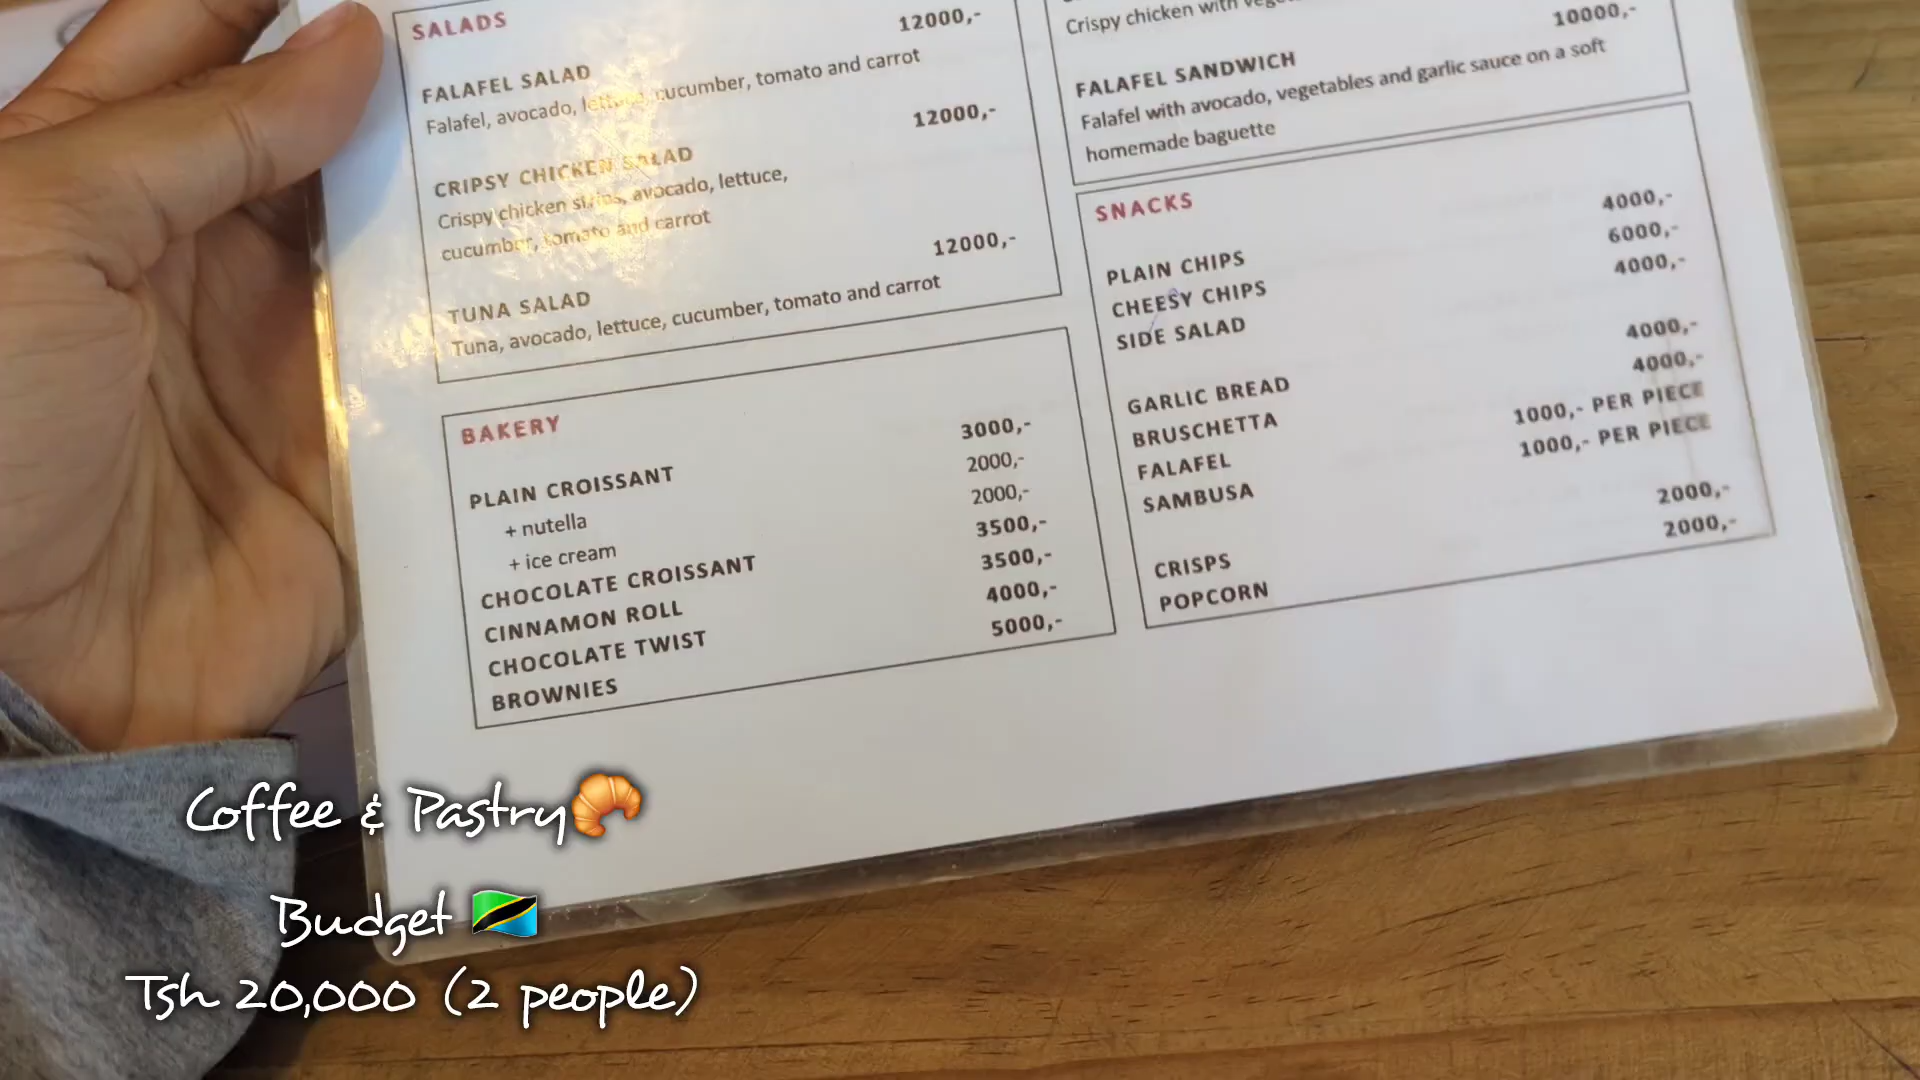 SALADS
12000,-
FALAFEL SALAD
Falafel, avocado, lettuce, cucumber, tomato and carrot
12000,-
CRIPSY CHICKEN SALAD
Crispy chicken strips, avocado, lettuce,
cucumber, tomato and carrot
12000,-
TUNA SALAD
Tuna, avocado, lettuce, cucumber, tomato and carrot
BAKERY
PLAIN CROISSANT 3000,-
+ nutella 2000,-
+ ice cream 2000,-
CHOCOLATE CROISSANT 3500,-
CINNAMON ROLL 3500,-
CHOCOLATE TWIST 4000,-
BROWNIES 5000,-
Crispy chicken with
10000,-
FALAFEL SANDWICH
Falafel with avocado, vegetables and garlic sauce on a soft
homemade baguette
SNACKS
PLAIN CHIPS 4000,-
CHEESY CHIPS 6000,-
SIDE SALAD 4000,-
GARLIC BREAD 4000,-
BRUSCHETTA 4000,-
FALAFEL 1000,- PER PIECE
SAMBUSA 1000,- PER PIECE
CRISPS 2000,-
POPCORN 2000,-
Coffee & Pastry🥐
Budget 🇹🇿
Tsh 20,000 (2 people)